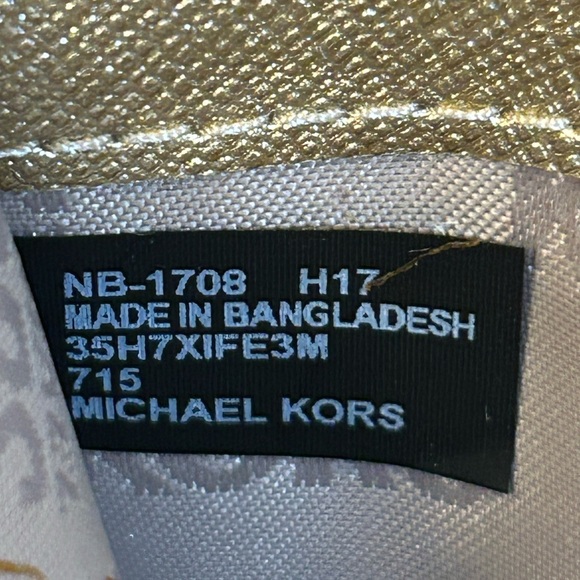 NB-1708 H17
MADE IN BANGLADESH
35H7XIFE3M
715
MICHAEL KORS